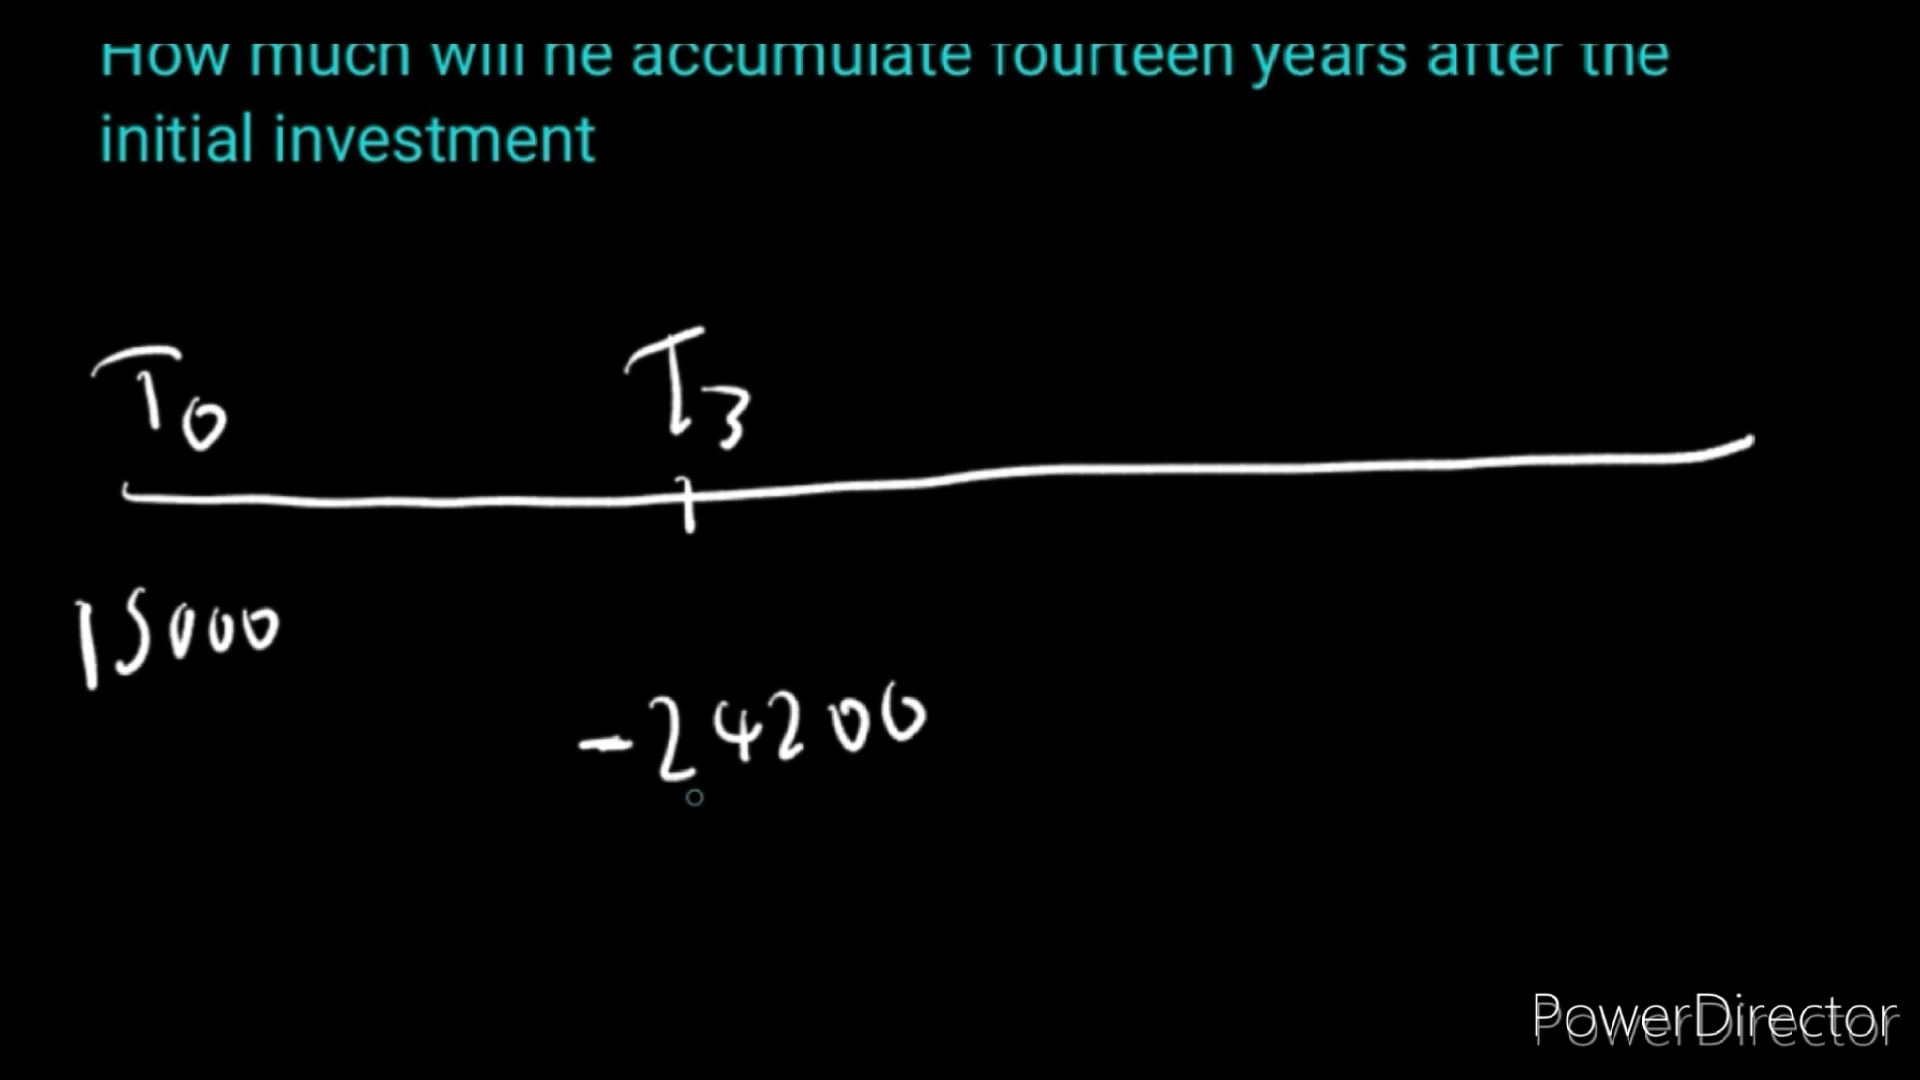 How much will he accumulate fourteen years after the
initial investment
T0 T3
15000
-24200
PowerDirector